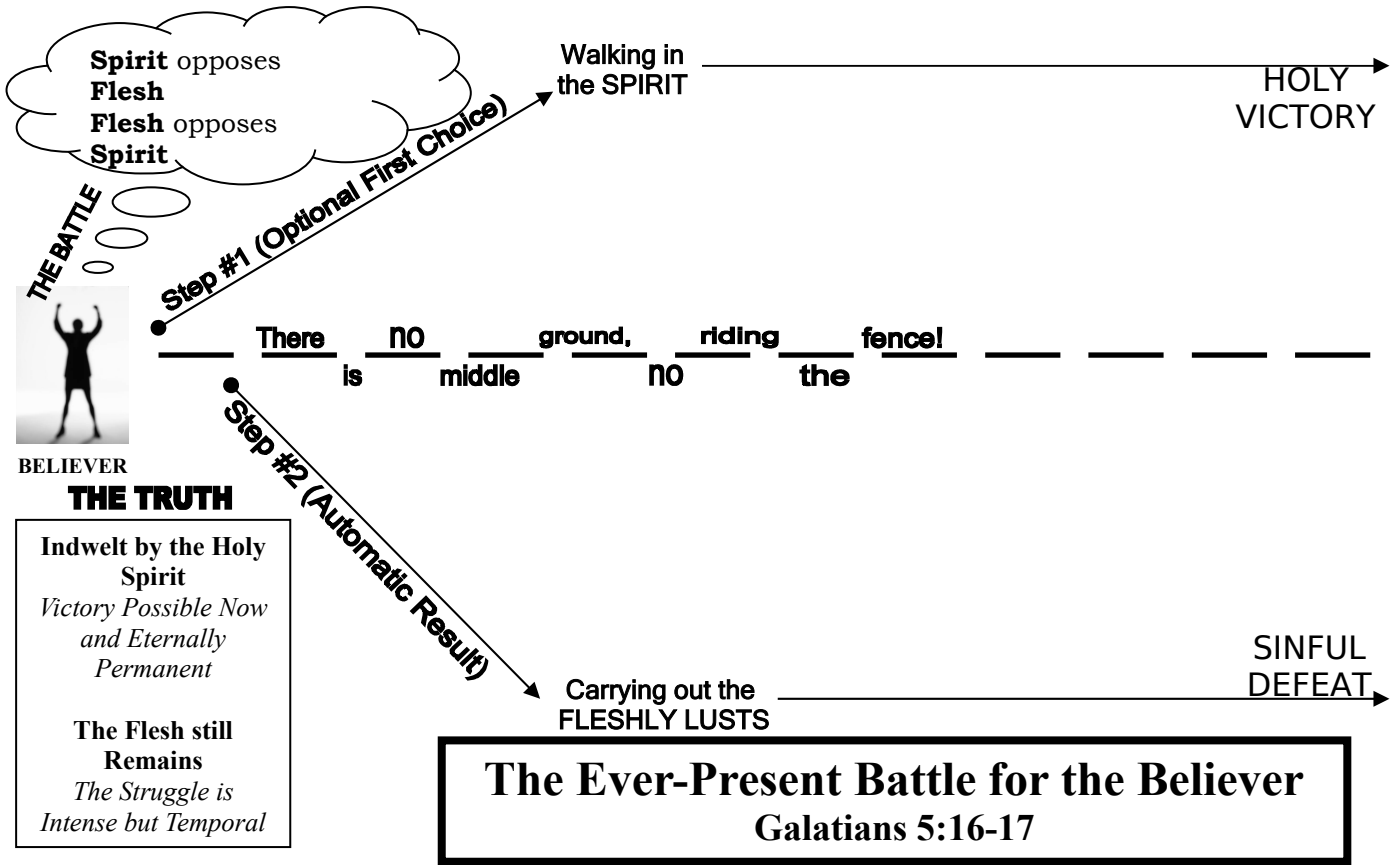 Spirit opposes
Flesh
Flesh opposes
Spirit
THE BATTLE
Step #1 (Optional First Choice)
Walking in
the SPIRIT
HOLY
VICTORY
There is no middle ground, no riding the fence!
Step #2 (Automatic Result)
BELIEVER
THE TRUTH
Indwelt by the Holy
Spirit
Victory Possible Now
and Eternally
Permanent
The Flesh still
Remains
The Struggle is
Intense but Temporal
Carrying out the
FLESHLY LUSTS
SINFUL
DEFEAT
The Ever-Present Battle for the Believer
Galatians 5:16-17